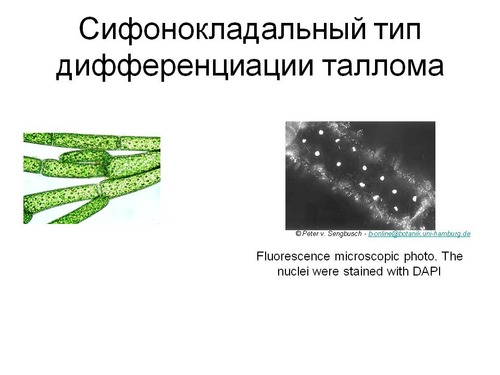 Сифонокладальный тип
дифференциации таллома
©Peter v. Sengbusch - b-online@botanik.uni-hamburg.de
Fluorescence microscopic photo. The
nuclei were stained with DAPI